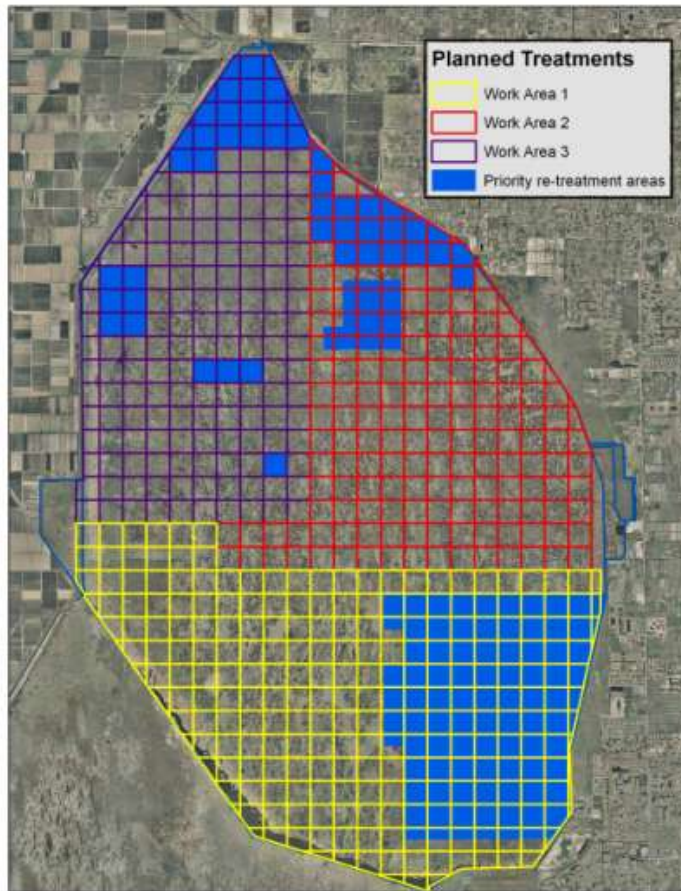 Planned Treatments
Work Area 1
Work Area 2
Work Area 3
Priority re-treatment areas